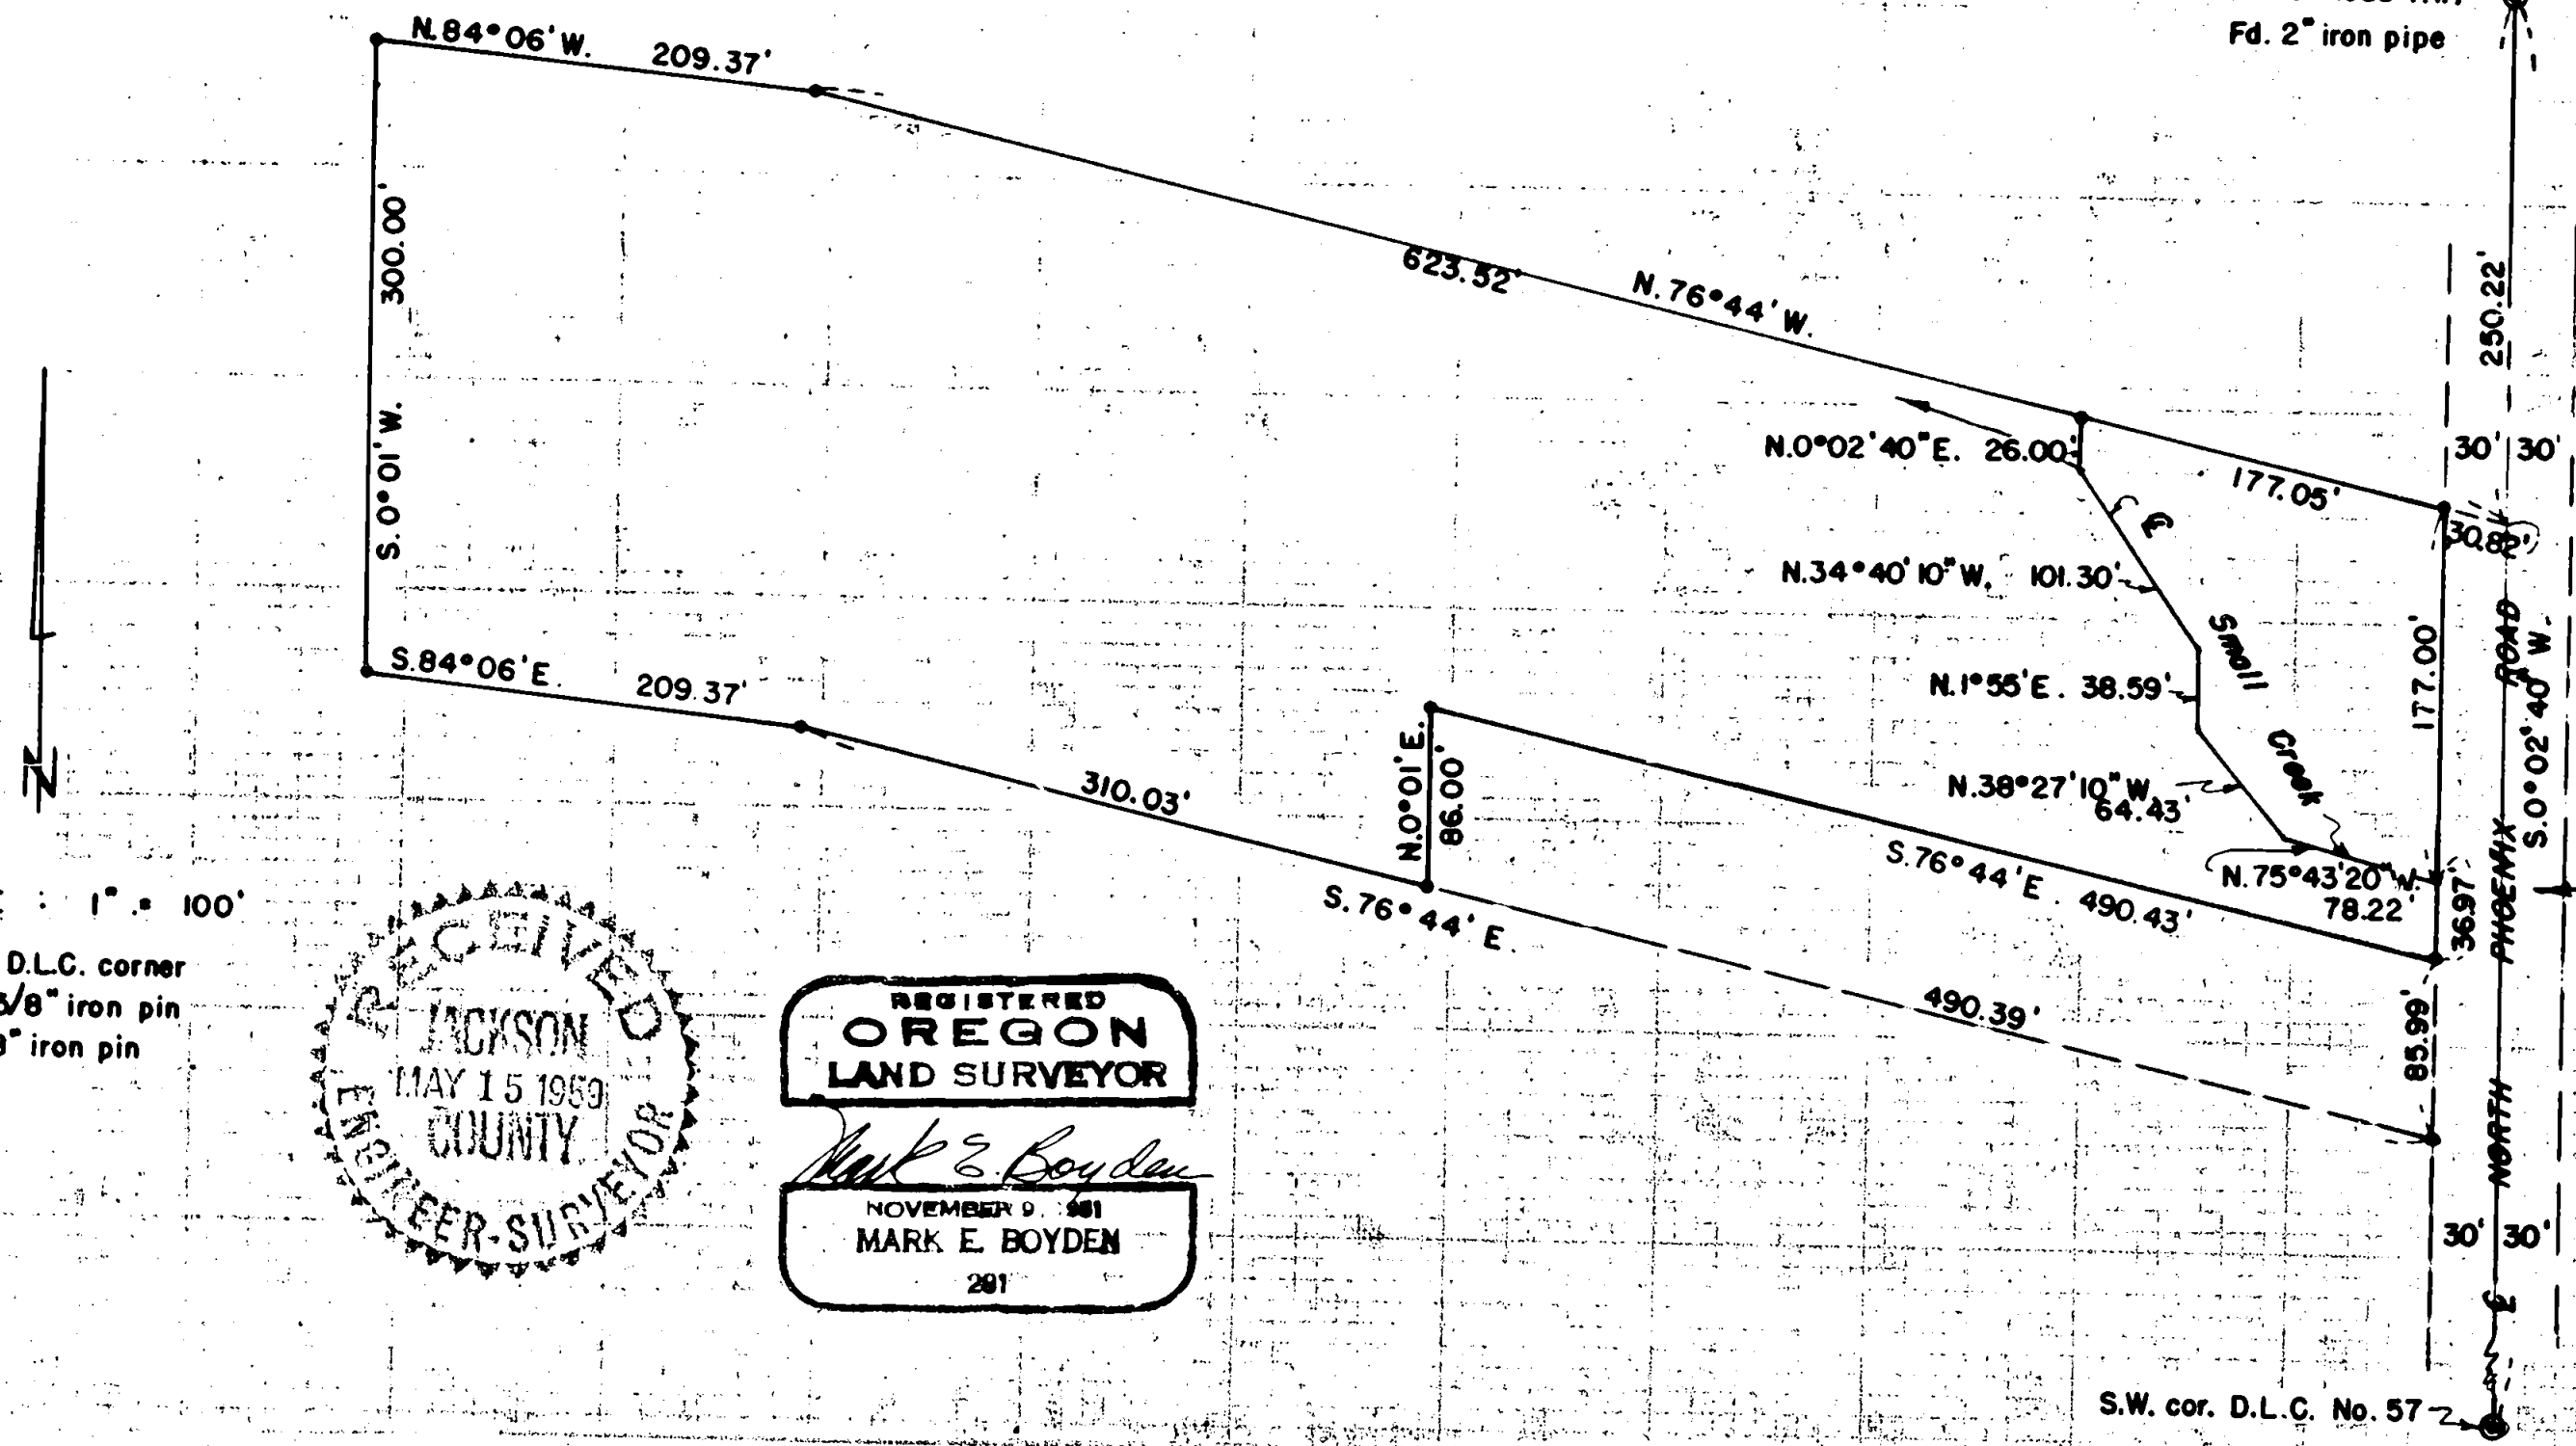 Fd. 2" iron pipe
N.84°06'W. 209.37'
300.00'
S.0°01'W.
623.52'
N.76°44'W.
250.22'
30' 30'
N.0°02'40"E. 26.00'
177.05'
30.82'
℄
N.34°40'10"W. 101.30'
Small Creek
177.00'
NORTH PHOENIX ROAD
S.0°02'40"W.
S.84°06'E. 209.37'
N.1°55'E. 38.59'
310.03'
N.0°01'E.
86.00'
N.38°27'10"W.
64.43'
S.76°44'E. 490.43'
N.75°43'20"W.
78.22'
36.97'
S.76°44'E.
490.39'
85.99'
N
: 1" = 100'
D.L.C. corner
5/8" iron pin
iron pin
RECEIVED
JACKSON
MAY 15 1969
COUNTY
ENGINEER-SURVEYOR
REGISTERED
OREGON
LAND SURVEYOR
Mark E. Boyden
NOVEMBER 9,
MARK E. BOYDEN
281
30' 30'
℄
S.W. cor. D.L.C. No. 57